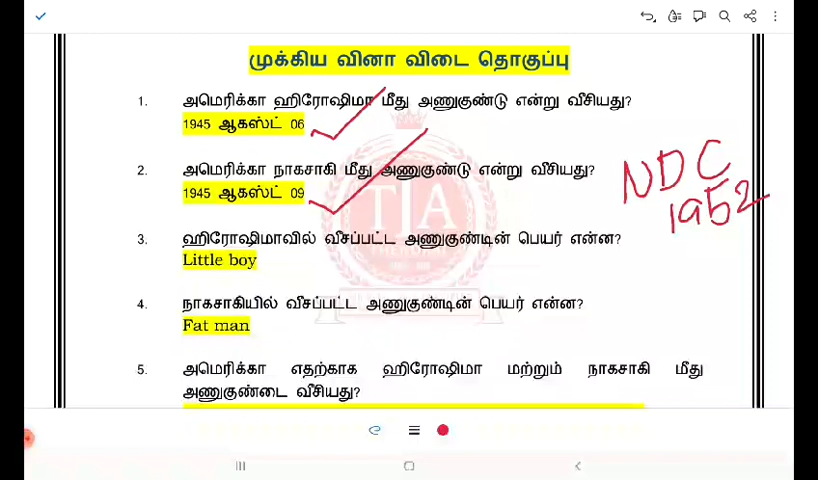 முக்கிய வினா விடை தொகுப்பு
1. அமெரிக்கா ஹிரோஷிமா மீது அணுகுண்டு என்று வீசியது?
1945 ஆகஸ்ட் 06
2. அமெரிக்கா நாகசாகி மீது அணுகுண்டு என்று வீசியது?
1945 ஆகஸ்ட் 09
NDC
1952
3. ஹிரோஷிமாவில் வீசப்பட்ட அணுகுண்டின் பெயர் என்ன?
Little boy
4. நாகசாகியில் வீசப்பட்ட அணுகுண்டின் பெயர் என்ன?
Fat man
5. அமெரிக்கா எதற்காக ஹிரோஷிமா மற்றும் நாகசாகி மீது
அணுகுண்டை வீசியது?
TIA